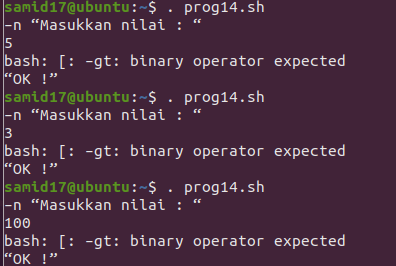 samid17@ubuntu:~$ . prog14.sh
–n “Masukkan nilai : “
5
bash: [: –gt: binary operator expected
“OK !”
samid17@ubuntu:~$ . prog14.sh
–n “Masukkan nilai : “
3
bash: [: –gt: binary operator expected
“OK !”
samid17@ubuntu:~$ . prog14.sh
–n “Masukkan nilai : “
100
bash: [: –gt: binary operator expected
“OK !”